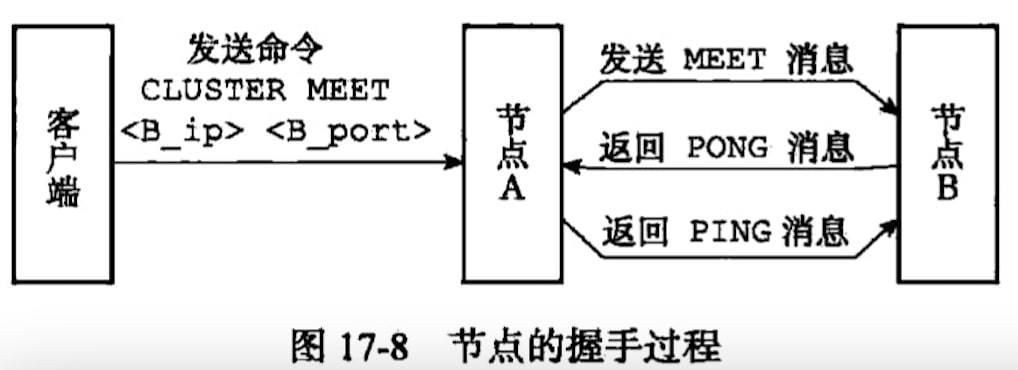 客户端
发送命令
CLUSTER MEET
<B_ip> <B_port>
节点A
发送 MEET 消息
返回 PONG 消息
返回 PING 消息
节点B
图 17-8 节点的握手过程